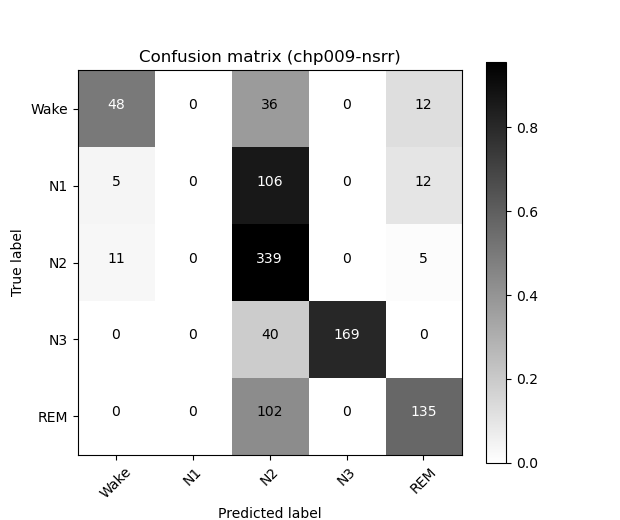 Confusion matrix (chp009-nsrr)
Wake 48 0 36 0 12
N1 5 0 106 0 12
N2 11 0 339 0 5
N3 0 0 40 169 0
REM 0 0 102 0 135
Wake N1 N2 N3 REM
Predicted label
True label
0.8
0.6
0.4
0.2
0.0